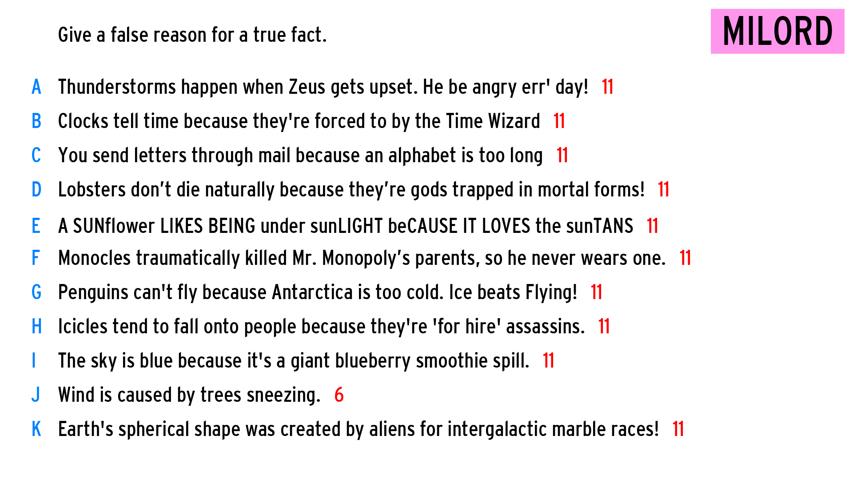 Give a false reason for a true fact.
MILORD
A Thunderstorms happen when Zeus gets upset. He be angry err' day! 11
B Clocks tell time because they're forced to by the Time Wizard 11
C You send letters through mail because an alphabet is too long 11
D Lobsters don’t die naturally because they’re gods trapped in mortal forms! 11
E A SUNflower LIKES BEING under sunLIGHT beCAUSE IT LOVES the sunTANS 11
F Monocles traumatically killed Mr. Monopoly’s parents, so he never wears one. 11
G Penguins can't fly because Antarctica is too cold. Ice beats Flying! 11
H Icicles tend to fall onto people because they're 'for hire' assassins. 11
I The sky is blue because it's a giant blueberry smoothie spill. 11
J Wind is caused by trees sneezing. 6
K Earth's spherical shape was created by aliens for intergalactic marble races! 11